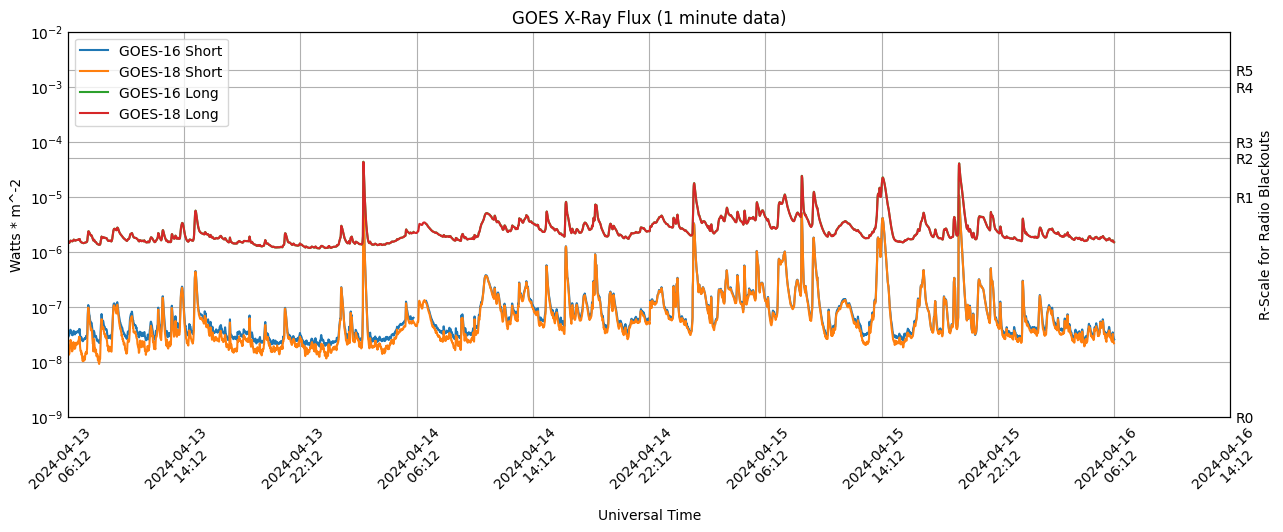 GOES X-Ray Flux (1 minute data)
10^-2
10^-3
10^-4
10^-5
10^-6
10^-7
10^-8
10^-9
Watts * m^-2
GOES-16 Short
GOES-18 Short
GOES-16 Long
GOES-18 Long
R5
R4
R3
R2
R1
R0
R-Scale for Radio Blackouts
2024-04-13
06:12
2024-04-13
14:12
2024-04-13
22:12
2024-04-14
06:12
2024-04-14
14:12
2024-04-14
22:12
2024-04-15
06:12
2024-04-15
14:12
2024-04-15
22:12
2024-04-16
06:12
2024-04-16
14:12
Universal Time